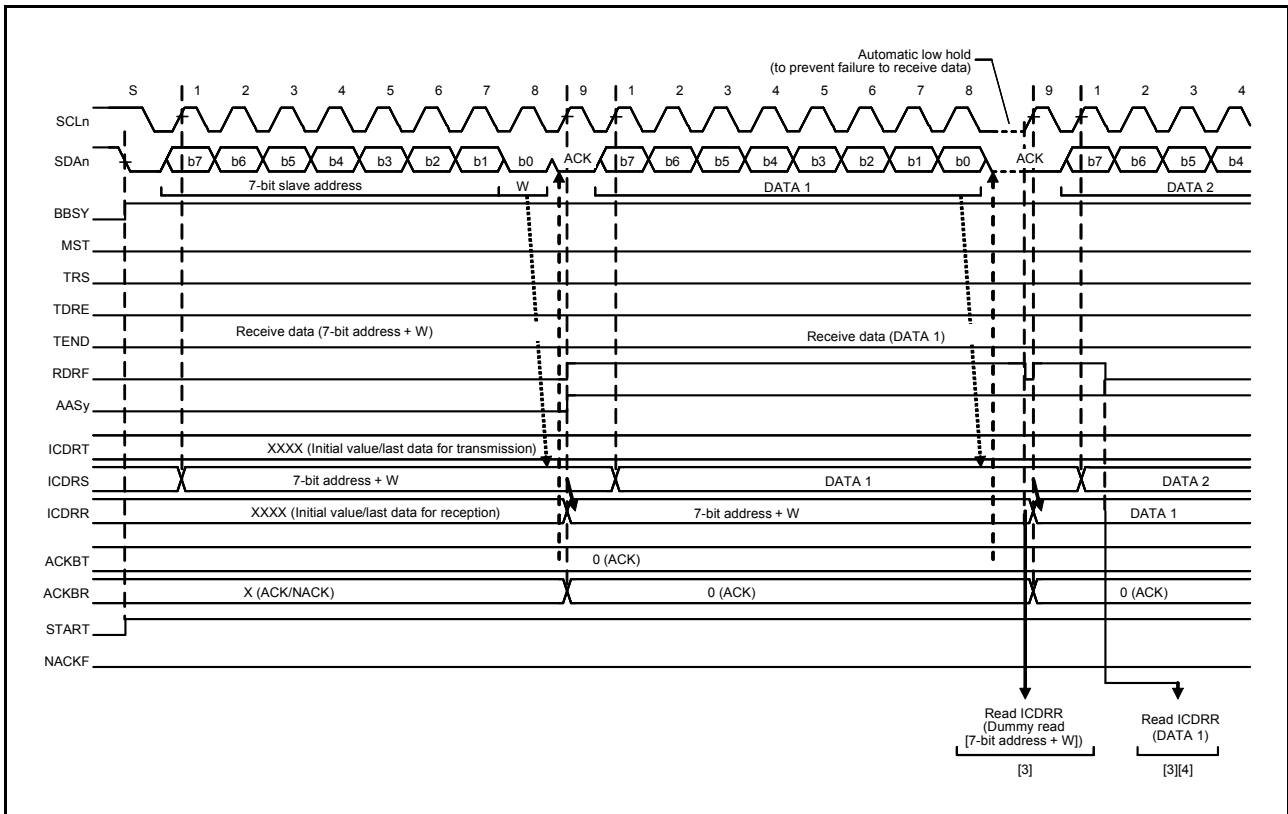 Automatic low hold
(to prevent failure to receive data)
S 1 2 3 4 5 6 7 8 9 1 2 3 4 5 6 7 8 9 1 2 3 4
SCLn
SDAn b7 b6 b5 b4 b3 b2 b1 b0 ACK b7 b6 b5 b4 b3 b2 b1 b0 ACK b7 b6 b5 b4
7-bit slave address W DATA 1 DATA 2
BBSY
MST
TRS
TDRE
Receive data (7-bit address + W) Receive data (DATA 1)
TEND
RDRF
AASy
ICDRT XXXX (Initial value/last data for transmission)
ICDRS 7-bit address + W DATA 1 DATA 2
ICDRR XXXX (Initial value/last data for reception) 7-bit address + W DATA 1
ACKBT 0 (ACK)
ACKBR X (ACK/NACK) 0 (ACK) 0 (ACK)
START
NACKF
Read ICDRR
(Dummy read
[7-bit address + W])
[3]
Read ICDRR
(DATA 1)
[3][4]